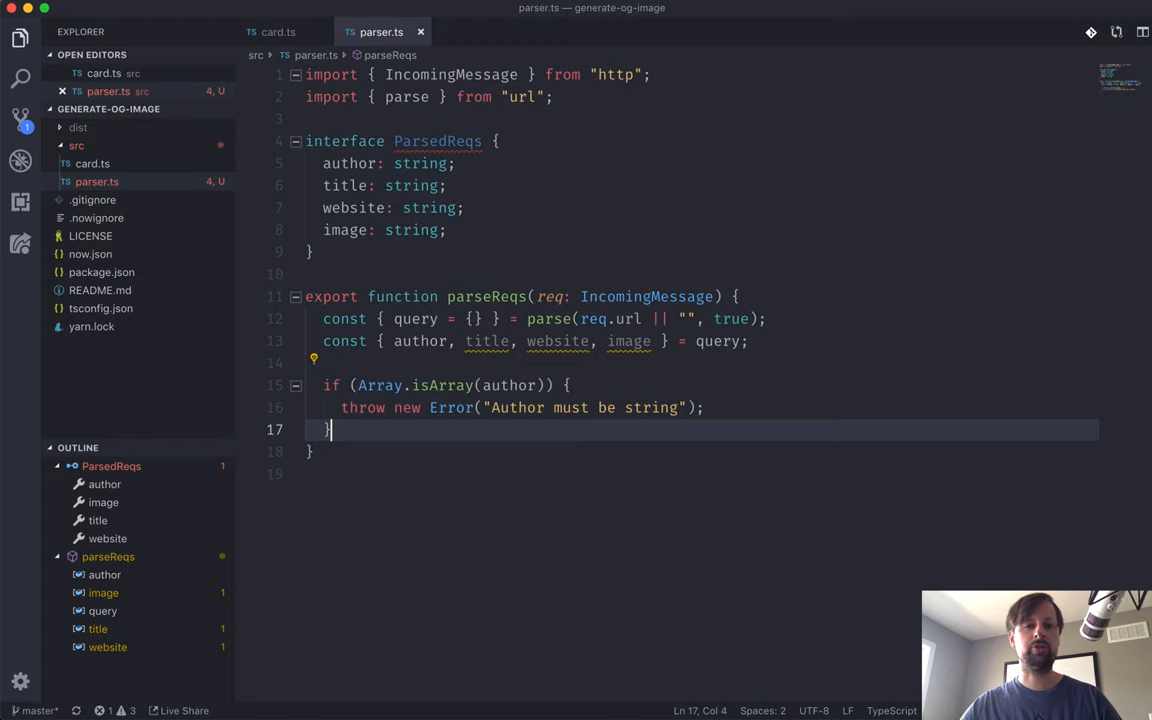 parser.ts — generate-og-image
EXPLORER
card.ts
parser.ts
OPEN EDITORS
card.ts src
parser.ts src 4, U
GENERATE-OG-IMAGE
dist
src
TS card.ts
TS parser.ts 4, U
.gitignore
.nowignore
LICENSE
now.json
package.json
README.md
tsconfig.json
yarn.lock
OUTLINE
ParsedReqs 1
author
image
title
website
parseReqs
author
image 1
query
title 1
website 1
src › TS parser.ts › parseReqs
1 import { IncomingMessage } from "http";
2 import { parse } from "url";
3
4 interface ParsedReqs {
5 author: string;
6 title: string;
7 website: string;
8 image: string;
9 }
10
11 export function parseReqs(req: IncomingMessage) {
12 const { query = {} } = parse(req.url || "", true);
13 const { author, title, website, image } = query;
14
15 if (Array.isArray(author)) {
16 throw new Error("Author must be string");
17 }
18 }
19
master* 1 3 Live Share Ln 17, Col 4 Spaces: 2 UTF-8 LF TypeScript